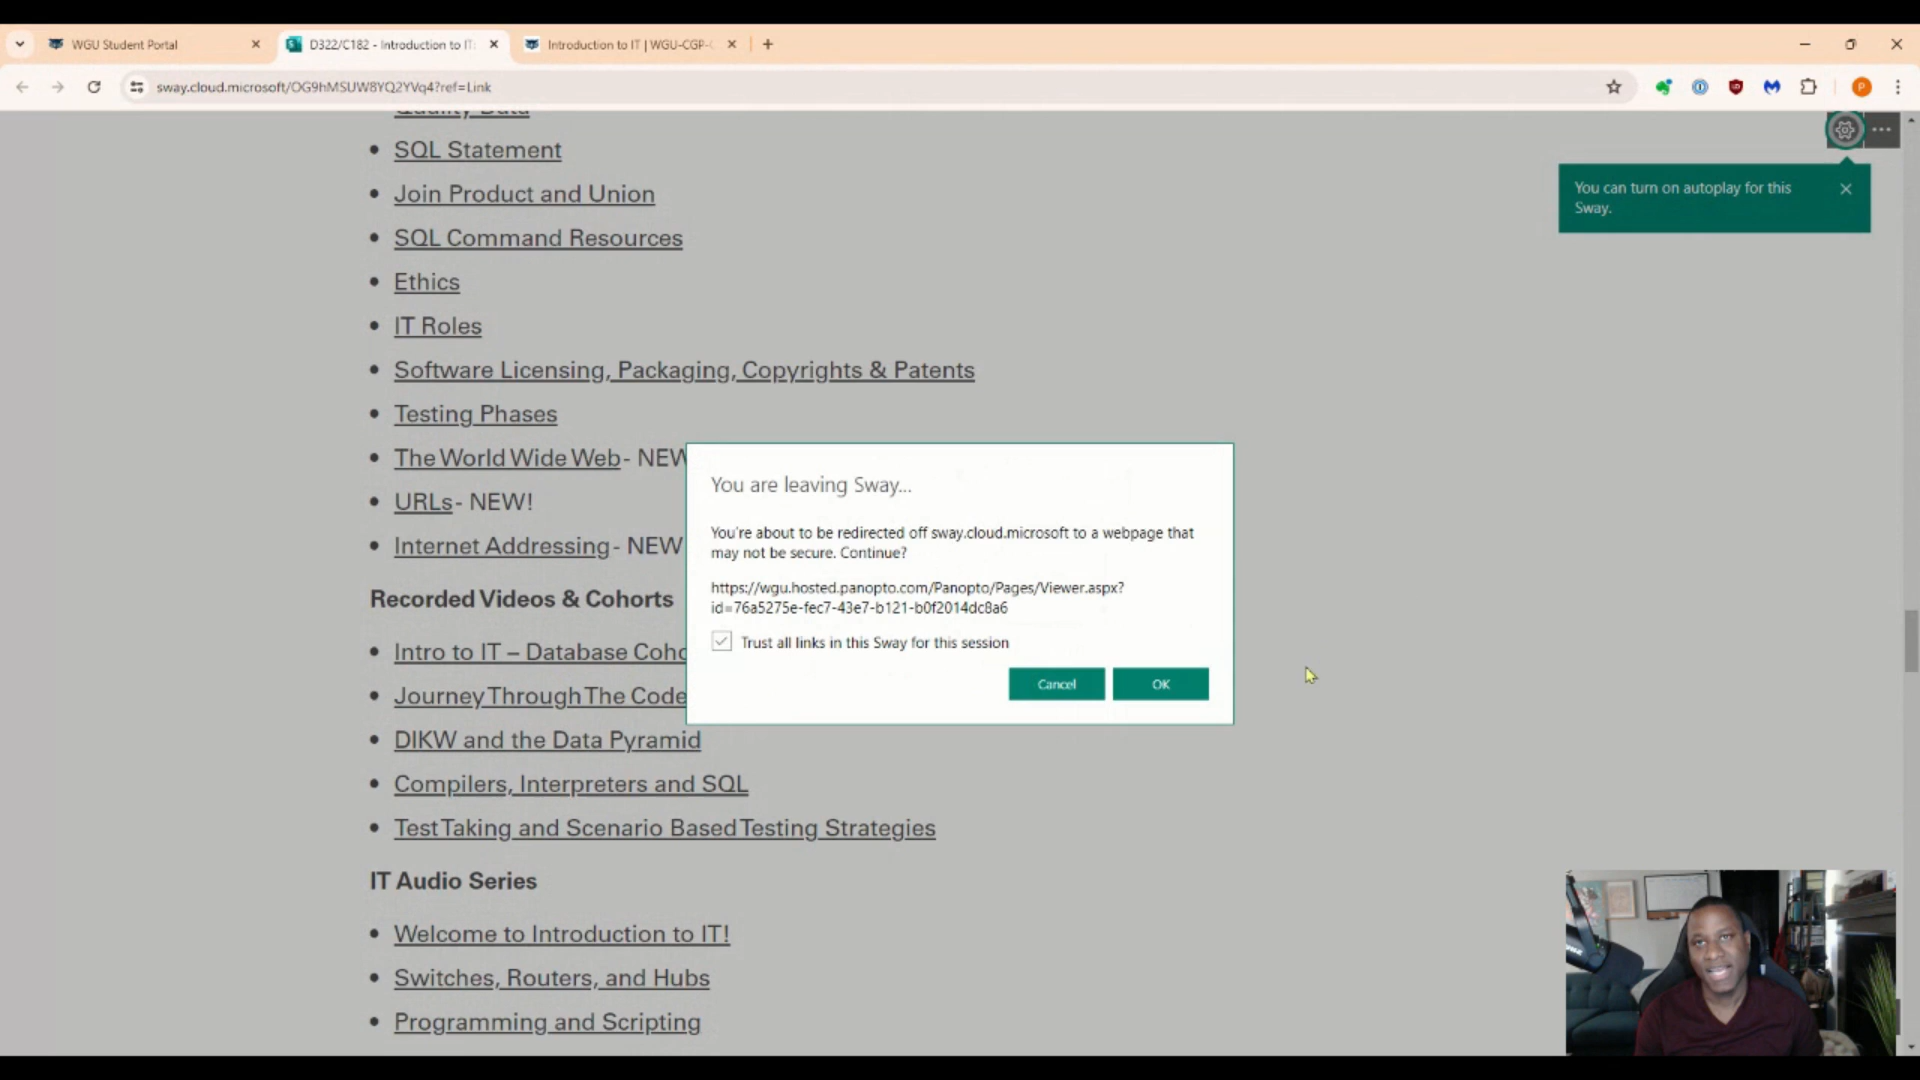 WGU Student Portal
D322/C182 - Introduction to IT:
Introduction to IT | WGU-CGP-
sway.cloud.microsoft/OG9hMSUW8YQ2YVq4?ref=Link
P
Quality Data
• SQL Statement
• Join Product and Union
• SQL Command Resources
• Ethics
• IT Roles
• Software Licensing, Packaging, Copyrights & Patents
• Testing Phases
• The World Wide Web - NEW
• URLs - NEW!
• Internet Addressing - NEW
Recorded Videos & Cohorts
• Intro to IT – Database Coho
• Journey Through The Code
• DIKW and the Data Pyramid
• Compilers, Interpreters and SQL
• Test Taking and Scenario Based Testing Strategies
IT Audio Series
• Welcome to Introduction to IT!
• Switches, Routers, and Hubs
• Programming and Scripting
You can turn on autoplay for this
Sway.
You are leaving Sway...
You're about to be redirected off sway.cloud.microsoft to a webpage that
may not be secure. Continue?
https://wgu.hosted.panopto.com/Panopto/Pages/Viewer.aspx?
id=76a5275e-fec7-43e7-b121-b0f2014dc8a6
Trust all links in this Sway for this session
Cancel
OK